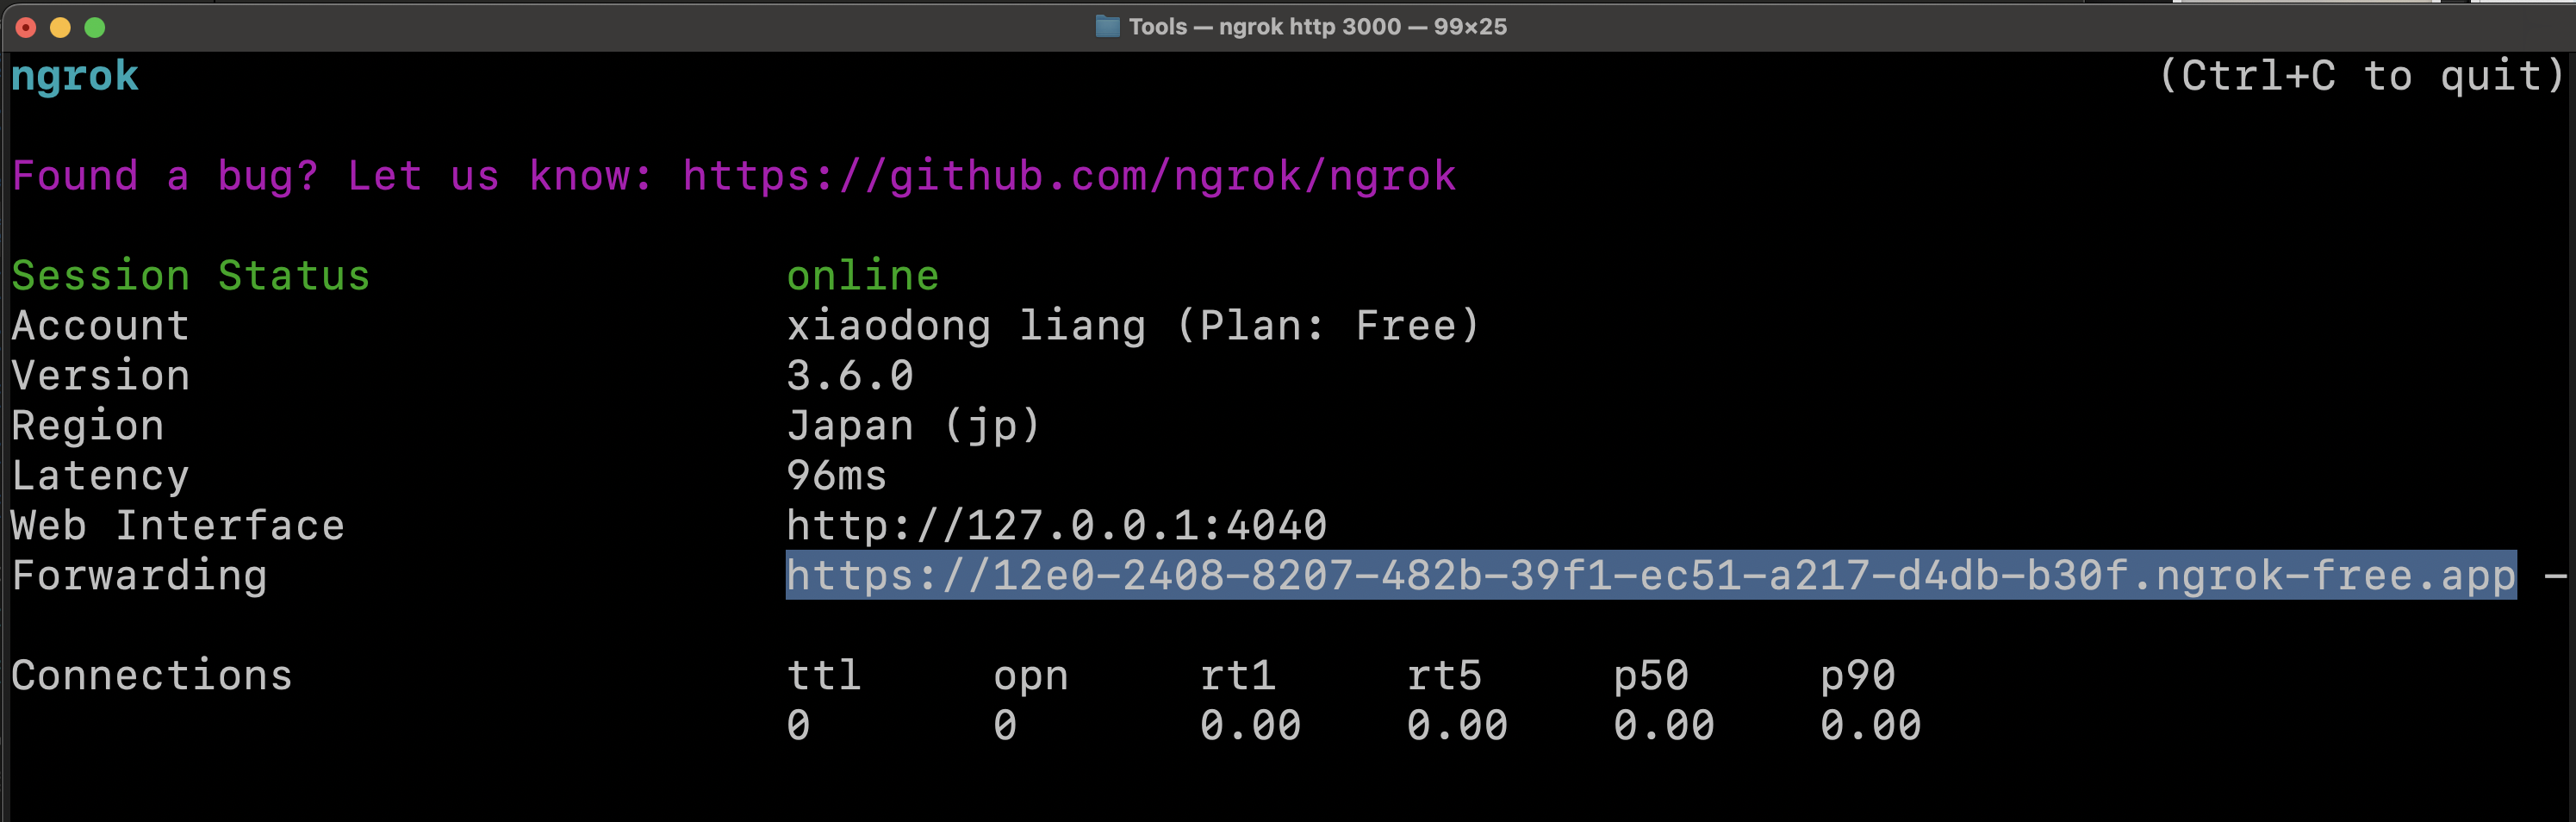 Tools — ngrok http 3000 — 99×25
ngrok (Ctrl+C to quit)
Found a bug? Let us know: https://github.com/ngrok/ngrok
Session Status online
Account xiaodong liang (Plan: Free)
Version 3.6.0
Region Japan (jp)
Latency 96ms
Web Interface http://127.0.0.1:4040
Forwarding https://12e0-2408-8207-482b-39f1-ec51-a217-d4db-b30f.ngrok-free.app -
Connections ttl opn rt1 rt5 p50 p90
0 0 0.00 0.00 0.00 0.00